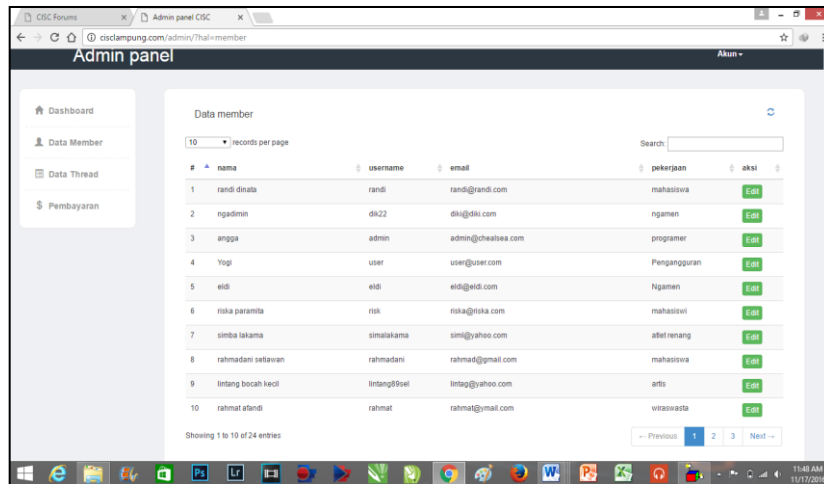 CISC Forums
Admin panel CISC
cisclampung.com/admin/?hal=member
Admin panel
Akun
Dashboard
Data Member
Data Thread
Pembayaran
Data member
10 records per page
Search:
# nama username email pekerjaan aksi
1 randi dinata randi randi@randi.com mahasiswa Edit
2 ngadimin dik22 diki@diki.com ngamen Edit
3 angga admin admin@chealsea.com programer Edit
4 Yogi user user@user.com Pengangguran Edit
5 eldi eldi eldi@eldi.com Ngamen Edit
6 riska paramita risk riska@riska.com mahasiswi Edit
7 simba lakama simalakama siml@yahoo.com atlet renang Edit
8 rahmadani setiawan rahmadani rahmad@gmail.com mahasiswa Edit
9 lintang bocah kecil lintang89sel lintag@yahoo.com artis Edit
10 rahmat afandi rahmat rahmat@ymail.com wiraswasta Edit
Showing 1 to 10 of 24 entries
← Previous 1 2 3 Next →
Ps Lr
11:48 AM
11/17/2016